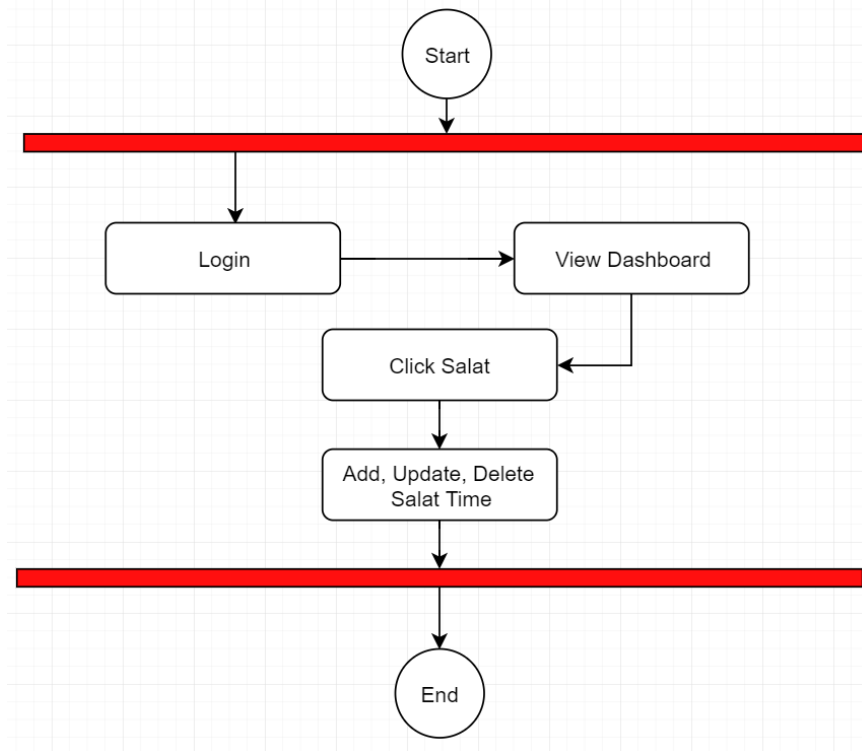 Start
Login
View Dashboard
Click Salat
Add, Update, Delete
Salat Time
End